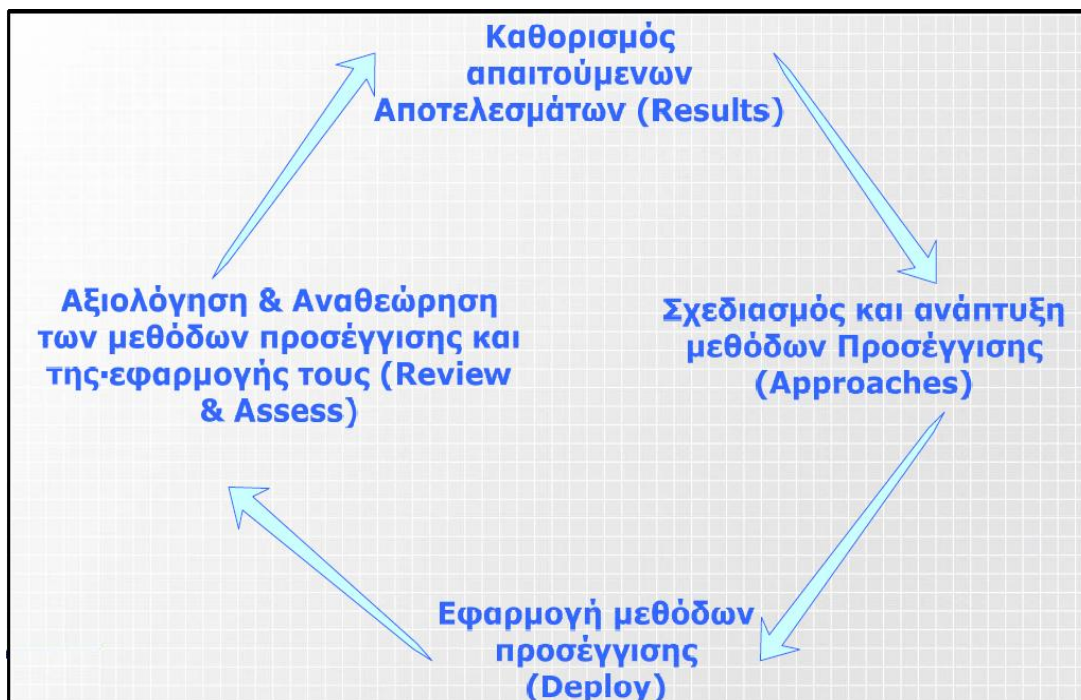 Καθορισμός
απαιτούμενων
Αποτελεσμάτων (Results)
Σχεδιασμός και ανάπτυξη
μεθόδων Προσέγγισης
(Approaches)
Εφαρμογή μεθόδων
προσέγγισης
(Deploy)
Αξιολόγηση & Αναθεώρηση
των μεθόδων προσέγγισης και
της·εφαρμογής τους (Review
& Assess)